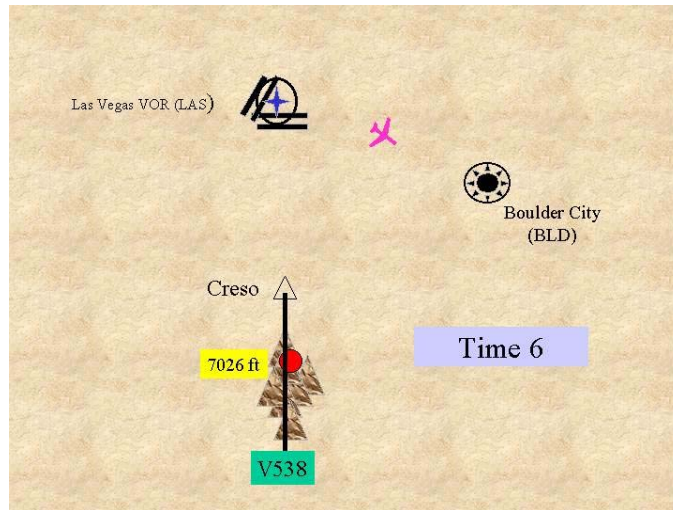 Las Vegas VOR (LAS)
Boulder City
(BLD)
Creso
Time 6
7026 ft
V538